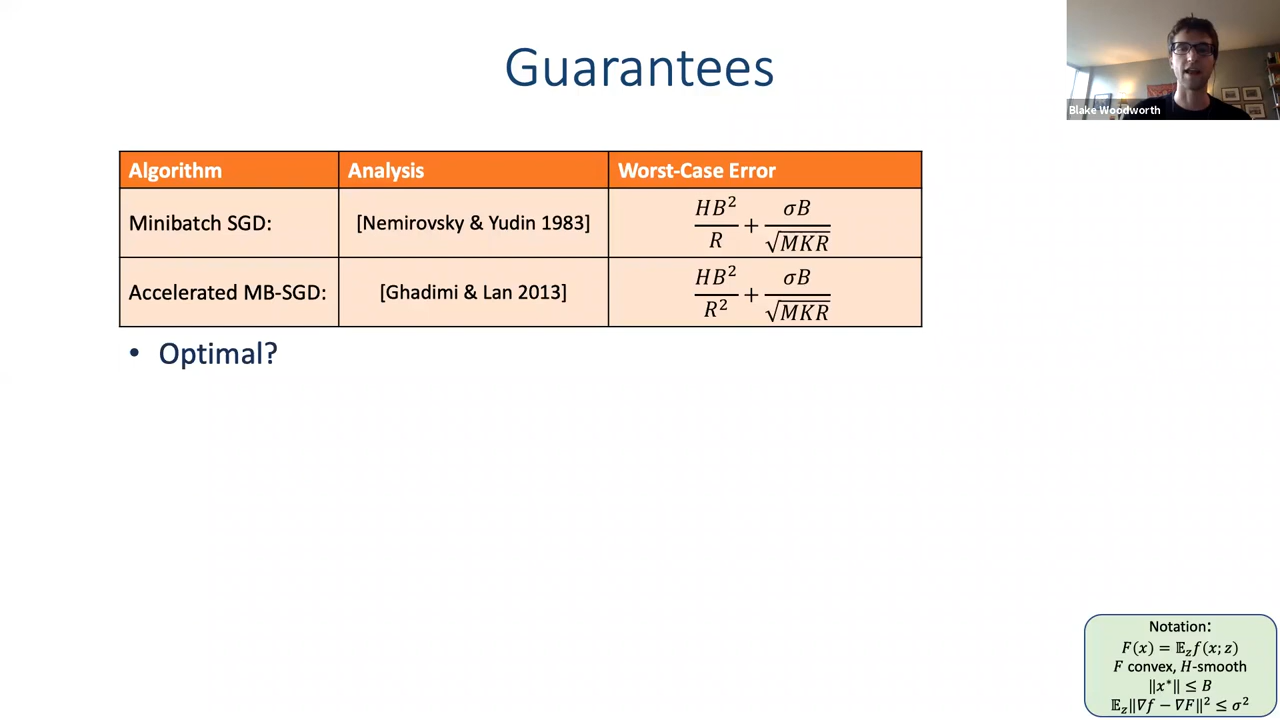 Guarantees
Blake Woodworth
Algorithm Analysis Worst-Case Error
Minibatch SGD: [Nemirovsky & Yudin 1983] HB²/R + σB/√MKR
Accelerated MB-SGD: [Ghadimi & Lan 2013] HB²/R² + σB/√MKR
• Optimal?
Notation:
F(x) = 𝔼_z f(x; z)
F convex, H-smooth
‖x*‖ ≤ B
𝔼_z‖∇f − ∇F‖² ≤ σ²